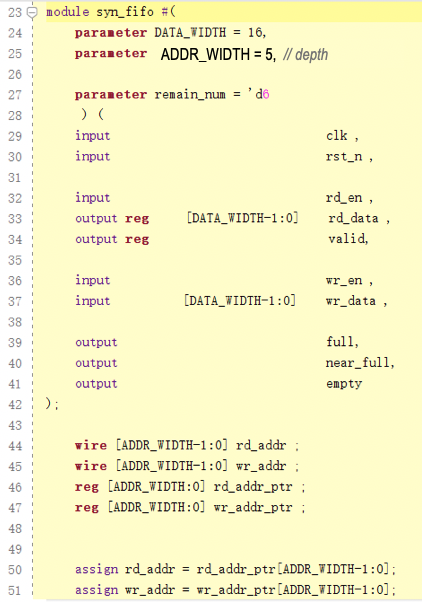 23 module syn_fifo #(
24 parameter DATA_WIDTH = 16,
25 parameter ADDR_WIDTH = 5, // depth
26
27 parameter remain_num = 'd6
28 ) (
29 input clk ,
30 input rst_n ,
31
32 input rd_en ,
33 output reg [DATA_WIDTH-1:0] rd_data ,
34 output reg valid,
35
36 input wr_en ,
37 input [DATA_WIDTH-1:0] wr_data ,
38
39 output full,
40 output near_full,
41 output empty
42 );
43
44 wire [ADDR_WIDTH-1:0] rd_addr ;
45 wire [ADDR_WIDTH-1:0] wr_addr ;
46 reg [ADDR_WIDTH:0] rd_addr_ptr ;
47 reg [ADDR_WIDTH:0] wr_addr_ptr ;
48
49
50 assign rd_addr = rd_addr_ptr[ADDR_WIDTH-1:0];
51 assign wr_addr = wr_addr_ptr[ADDR_WIDTH-1:0];